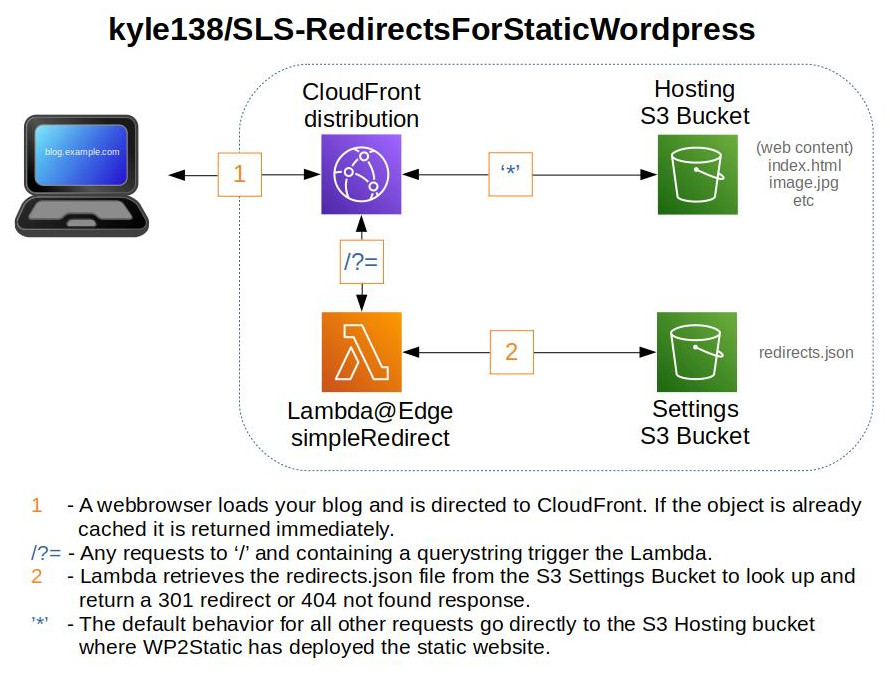 kyle138/SLS-RedirectsForStaticWordpress
CloudFront
distribution
Hosting
S3 Bucket
blog.example.com
1
‘*’
(web content)
index.html
image.jpg
etc
/?=
2
redirects.json
Lambda@Edge
simpleRedirect
Settings
S3 Bucket
1 - A webbrowser loads your blog and is directed to CloudFront. If the object is already
cached it is returned immediately.
/?= - Any requests to ‘/’ and containing a querystring trigger the Lambda.
2 - Lambda retrieves the redirects.json file from the S3 Settings Bucket to look up and
return a 301 redirect or 404 not found response.
’*’ - The default behavior for all other requests go directly to the S3 Hosting bucket
where WP2Static has deployed the static website.